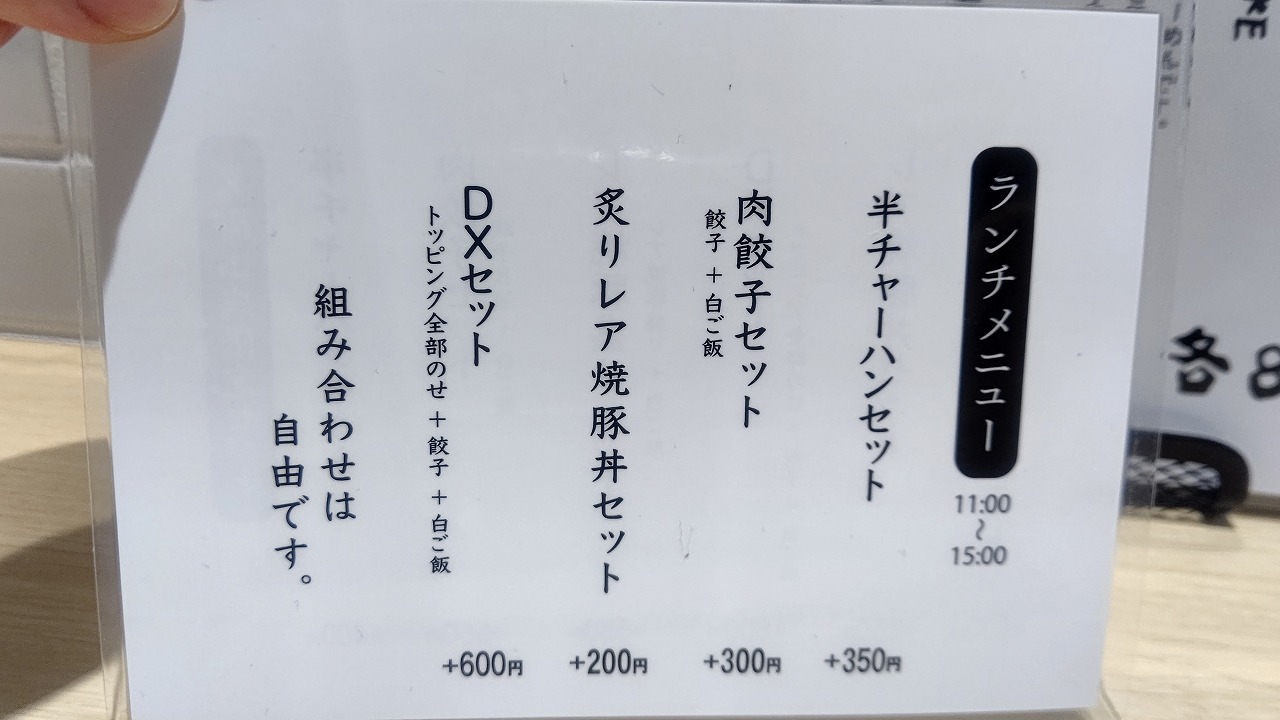 ランチメニュー
11:00
～
15:00
半チャーハンセット
+350円
肉餃子セット
餃子 + 白ご飯
+300円
炙りレア焼豚丼セット
+200円
DXセット
トッピング全部のせ + 餃子 + 白ご飯
+600円
組み合わせは
自由です。
各8